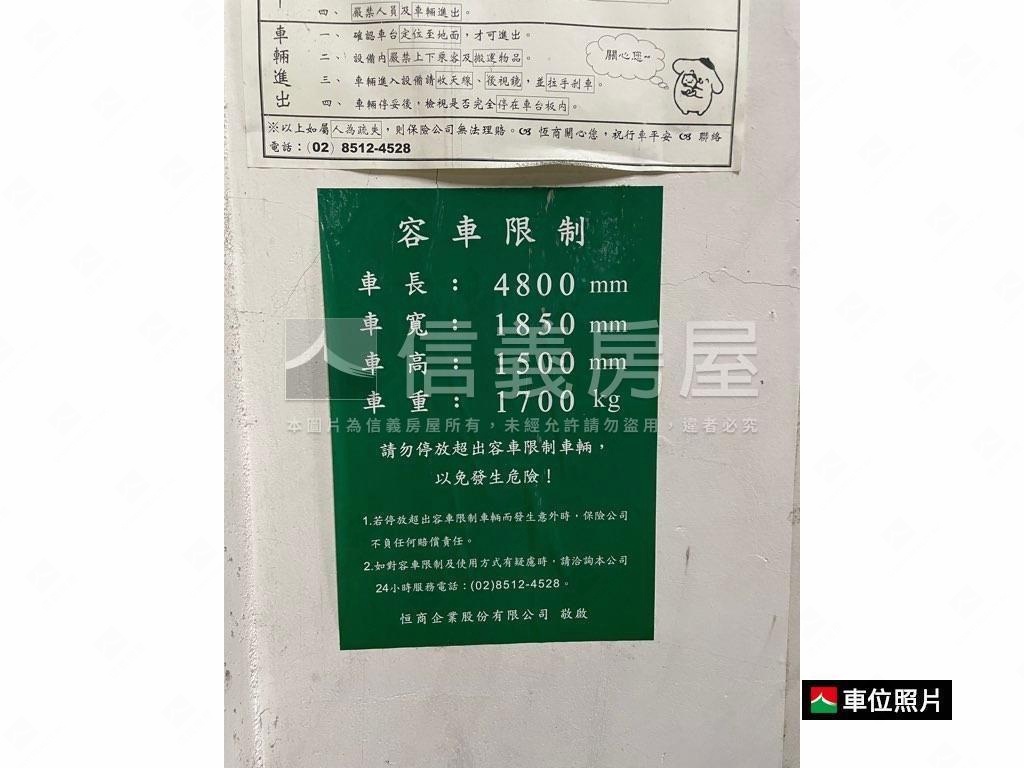 四、嚴禁人員及車輛進出。
車輛進出
一、確認車台定位至地面，才可進出。
二、設備內嚴禁上下乘客及搬運物品。
三、車輛進入設備請收天線、後視鏡，並拉手剎車。
四、車輛停妥後，檢視是否完全停在車台板內。
關心您~
※以上如屬人為疏失，則保險公司無法理賠。恆商關心您，祝行車平安 聯絡
電話：(02) 8512-4528
容車限制
車長：4800 mm
車寬：1850 mm
車高：1500 mm
車重：1700 kg
信義房屋
本圖片為信義房屋所有，未經允許請勿盜用，違者必究
請勿停放超出容車限制車輛，
以免發生危險！
1.若停放超出容車限制車輛而發生意外時，保險公司
不負任何賠償責任。
2.如對容車限制及使用方式有疑慮時，請洽詢本公司
24小時服務電話：(02)8512-4528。
恆商企業股份有限公司 敬啟
車位照片